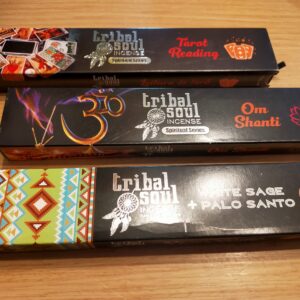 tribal
soul
INCENSE
Spiritual Series
Tarot
Reading
tribal
soul
INCENSE
Spiritual Series
Om
Shanti
tribal
soul
INCENSE
WHITE SAGE
+ PALO SANTO